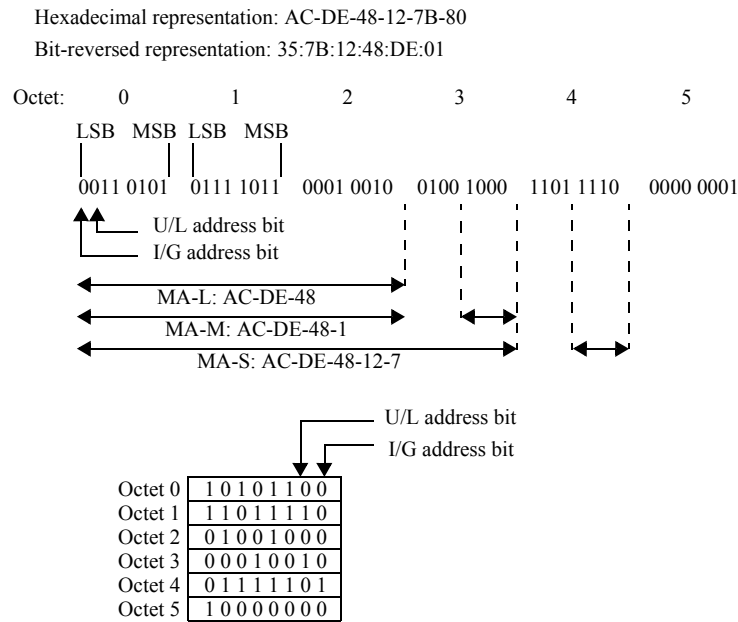 Hexadecimal representation: AC-DE-48-12-7B-80
Bit-reversed representation: 35:7B:12:48:DE:01
Octet: 0 1 2 3 4 5
LSB MSB LSB MSB
0011 0101 0111 1011 0001 0010 0100 1000 1101 1110 0000 0001
U/L address bit
I/G address bit
MA-L: AC-DE-48
MA-M: AC-DE-48-1
MA-S: AC-DE-48-12-7
U/L address bit
I/G address bit
Octet 0 1 0 1 0 1 1 0 0
Octet 1 1 1 0 1 1 1 1 0
Octet 2 0 1 0 0 1 0 0 0
Octet 3 0 0 0 1 0 0 1 0
Octet 4 0 1 1 1 1 1 0 1
Octet 5 1 0 0 0 0 0 0 0